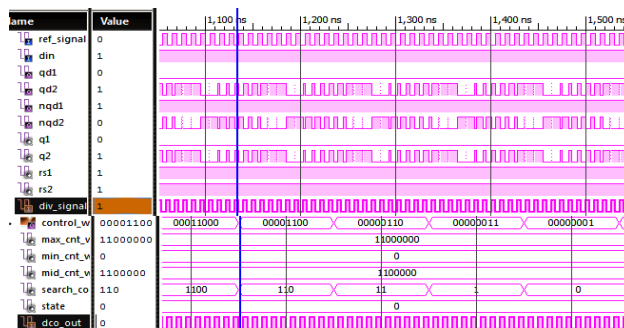 lame Value 1,100 ns 1,200 ns 1,300 ns 1,400 ns 1,500 ns
ref_signal 0
din 1
qd1 0
qd2 1
nqd1 1
nqd2 0
q1 0
q2 1
rs1 1
rs2 1
div_signal 1
control_w 00001100 00011000 00001100 00000110 00000011 00000001
max_cnt_v 11000000 11000000
min_cnt_v 0 0
mid_cnt_v 1100000 1100000
search_co 110 1100 110 11 1 0
state 0 0
dco_out 0